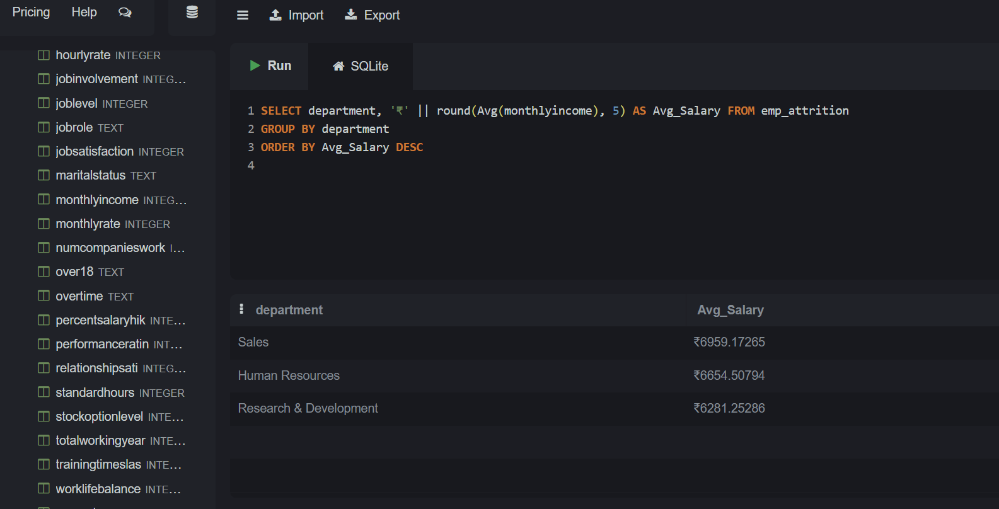 Pricing Help
Import Export
hourlyrate INTEGER
jobinvolvement INTEG...
joblevel INTEGER
jobrole TEXT
jobsatisfaction INTEGER
maritalstatus TEXT
monthlyincome INTEG...
monthlyrate INTEGER
numcompanieswork I...
over18 TEXT
overtime TEXT
percentsalaryhik INTE...
performanceratin INT...
relationshipsati INTEG...
standardhours INTEGER
stockoptionlevel INTE...
totalworkingyear INTE...
trainingtimeslas INTE...
worklifebalance INTE...
Run SQLite
1 SELECT department, '₹' || round(Avg(monthlyincome), 5) AS Avg_Salary FROM emp_attrition
2 GROUP BY department
3 ORDER BY Avg_Salary DESC
4
department Avg_Salary
Sales ₹6959.17265
Human Resources ₹6654.50794
Research & Development ₹6281.25286